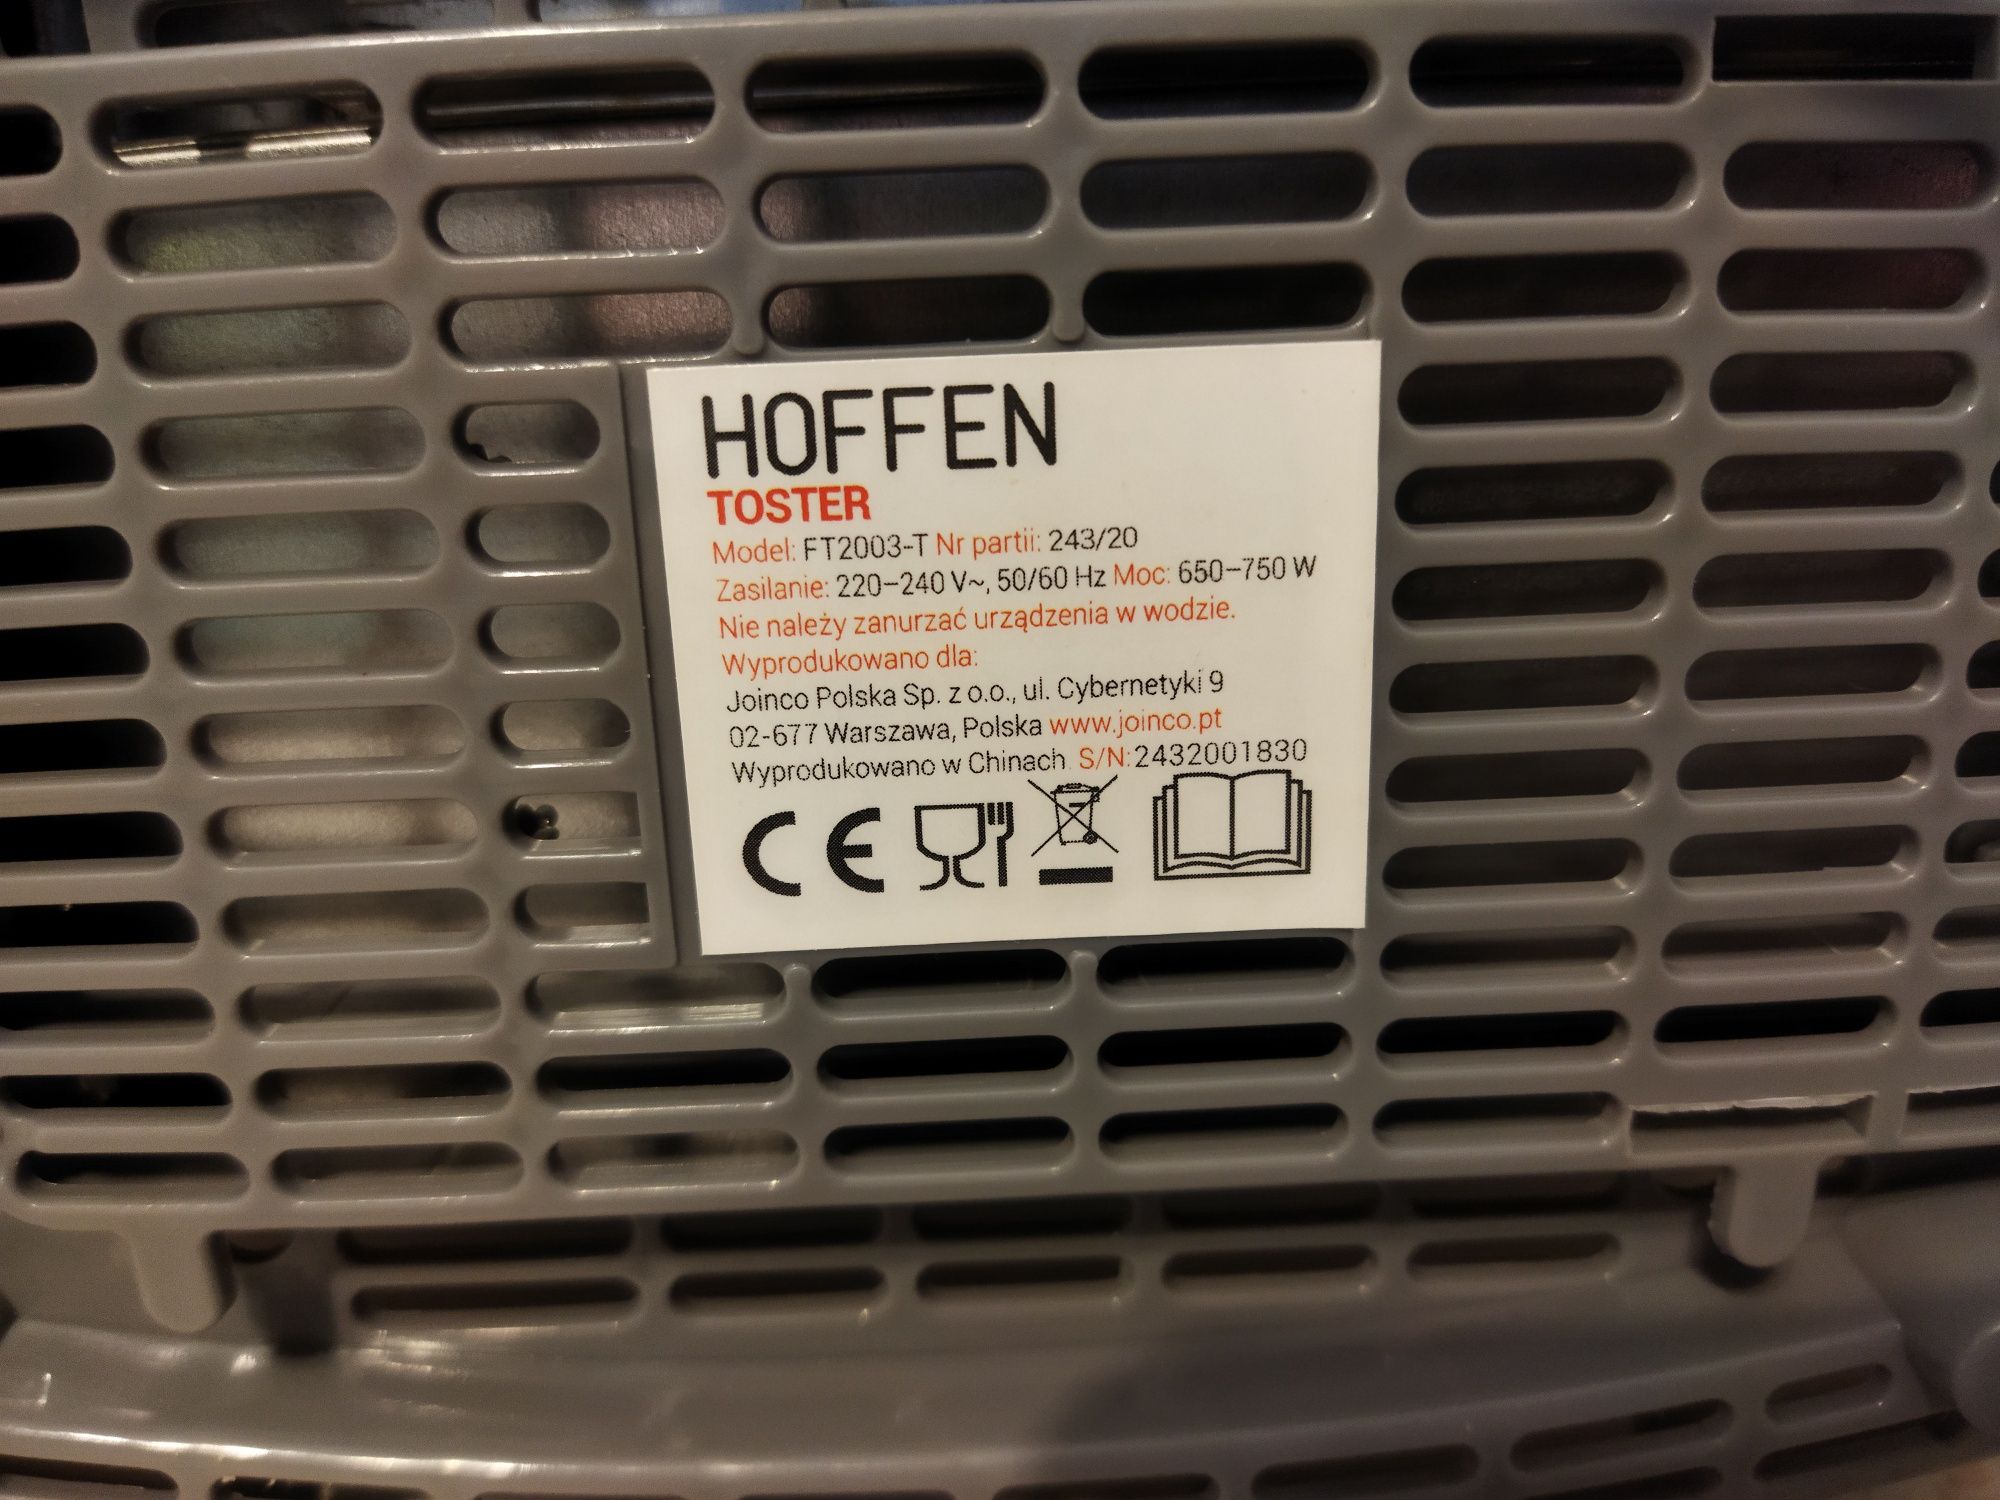 HOFFEN
TOSTER
Model: FT2003-T Nr partii: 243/20
Zasilanie: 220–240 V~, 50/60 Hz Moc: 650–750 W
Nie należy zanurzać urządzenia w wodzie.
Wyprodukowano dla:
Joinco Polska Sp. z o.o., ul. Cybernetyki 9
02-677 Warszawa, Polska www.joinco.pt
Wyprodukowano w Chinach. S/N:2432001830
CE